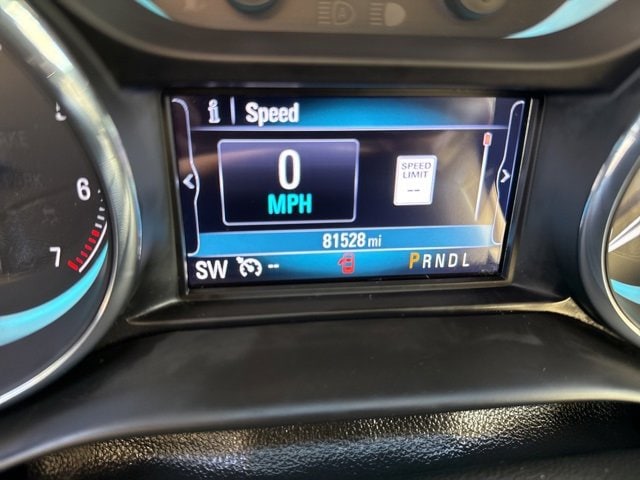 i Speed
0
MPH
SPEED
LIMIT
--
81528 mi
SW --
PRNDL
6
7